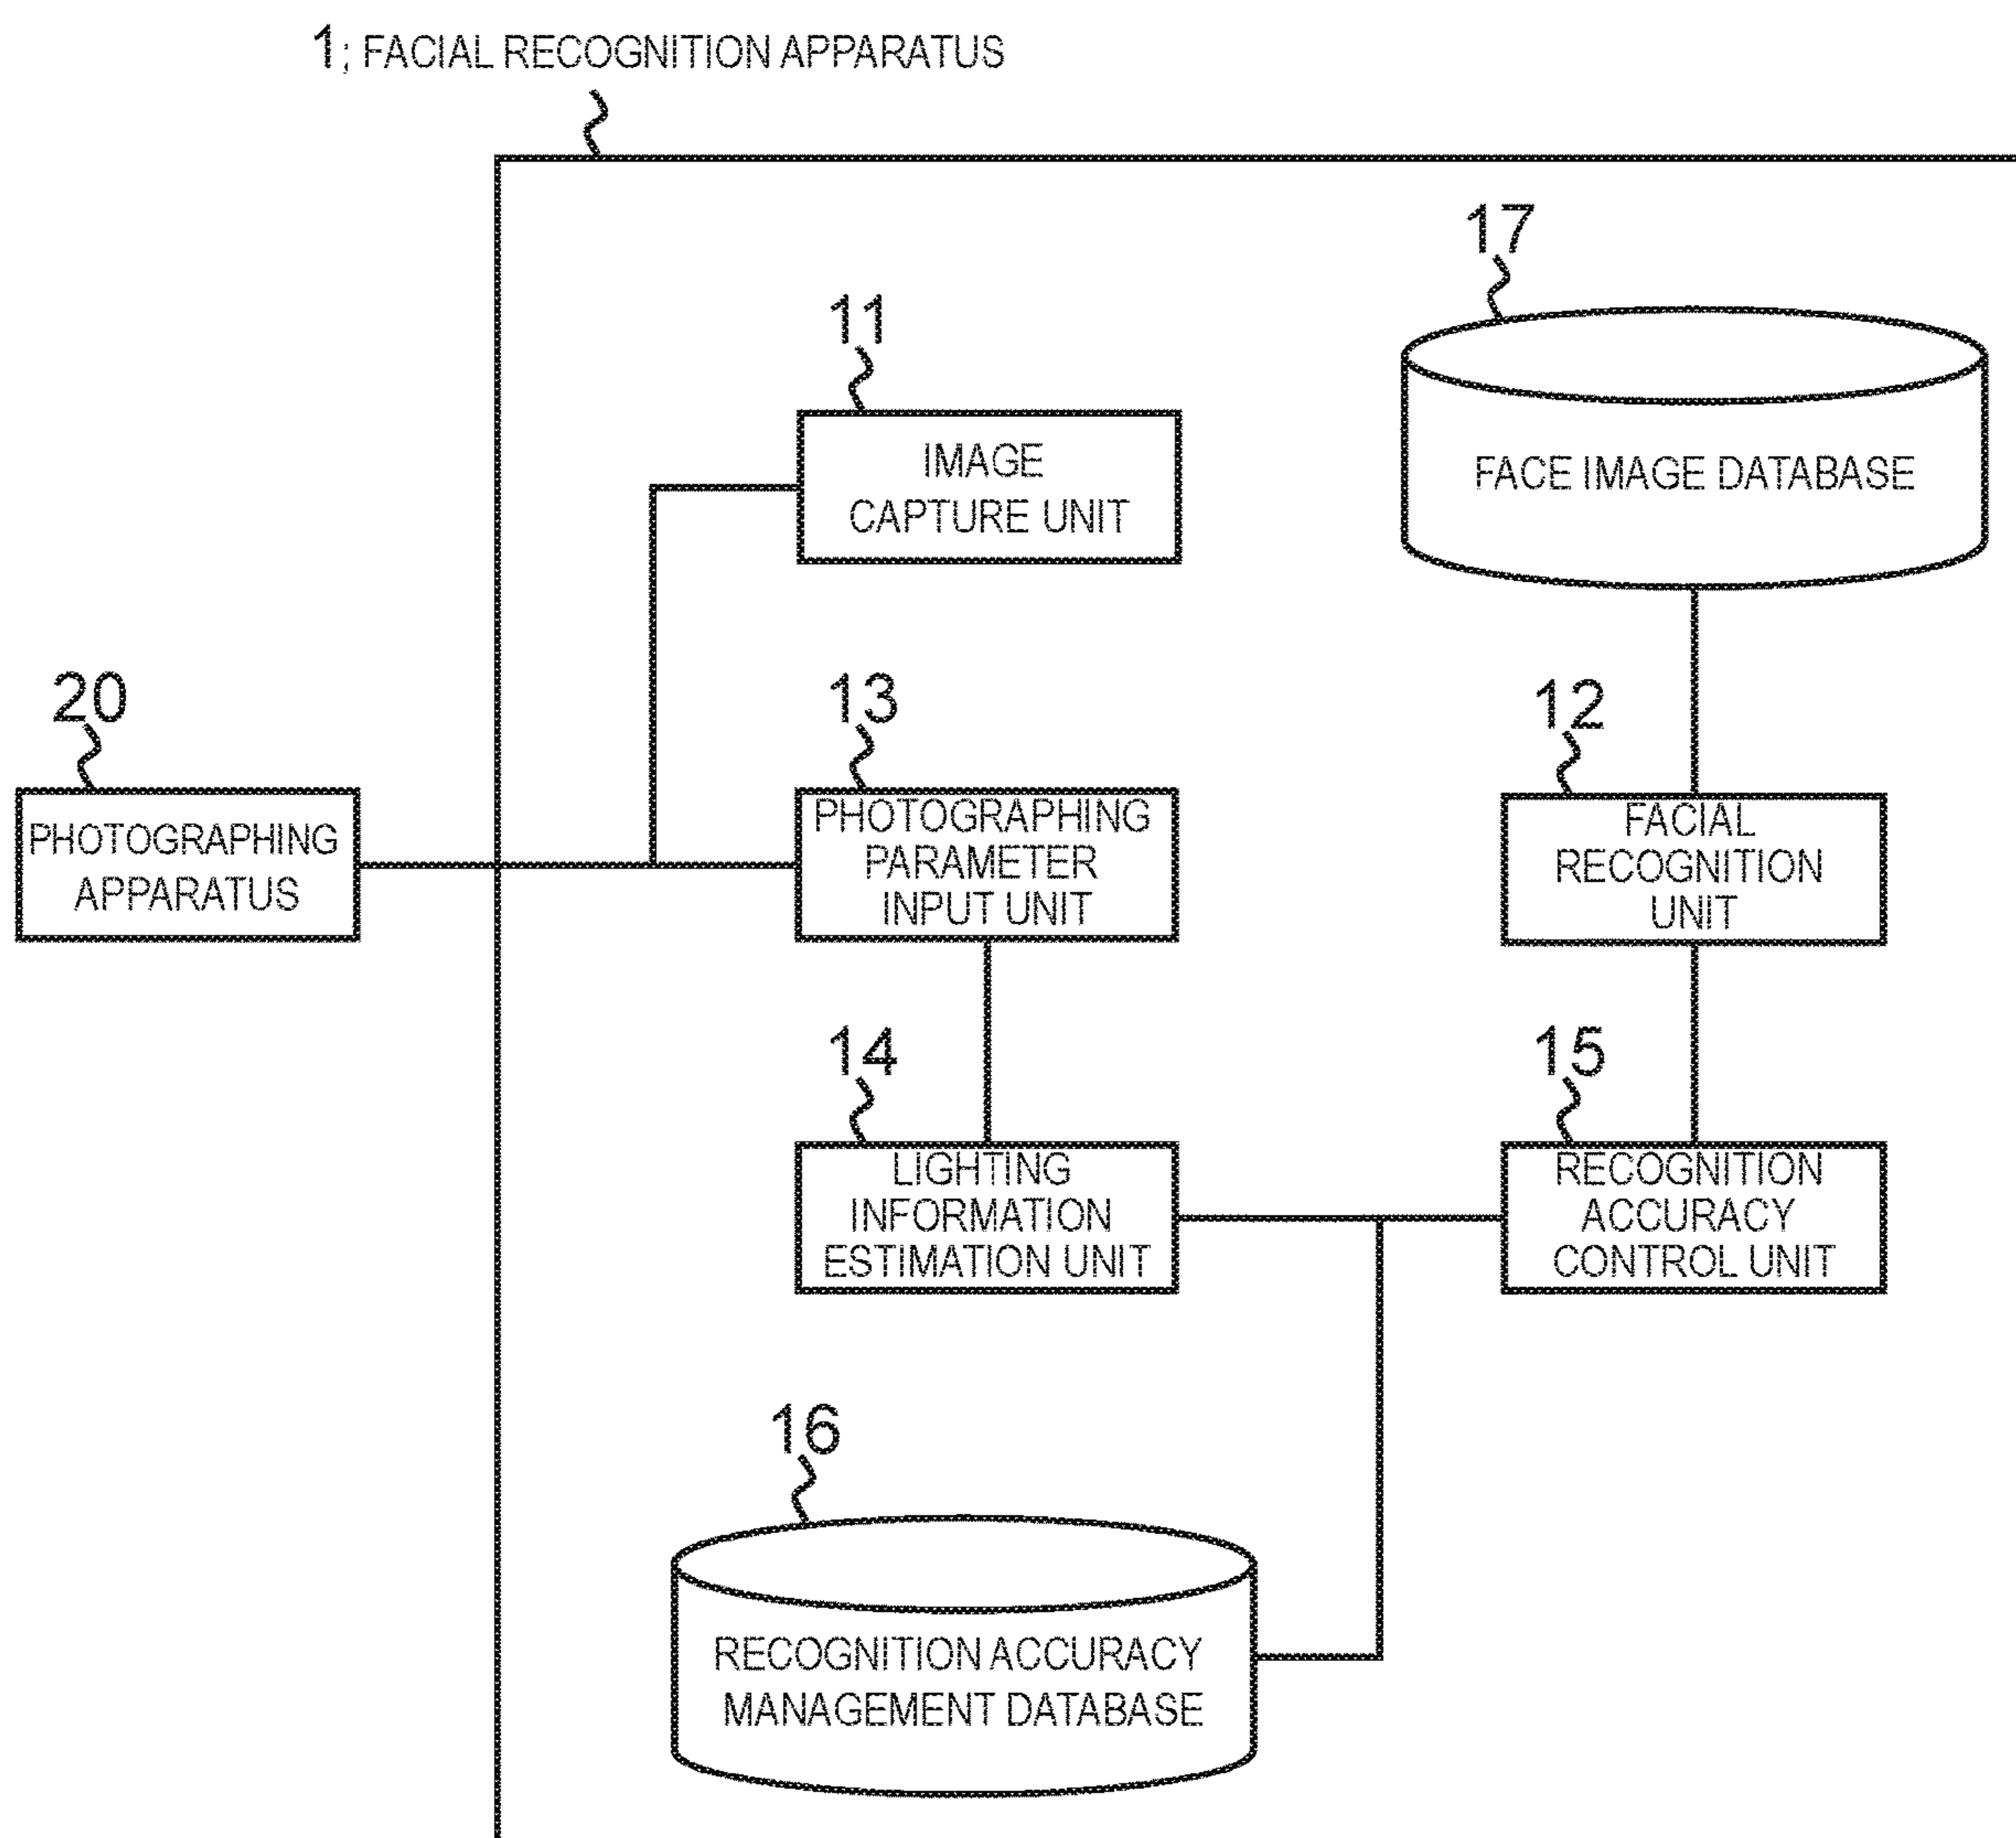 1; FACIAL RECOGNITION APPARATUS
17
FACE IMAGE DATABASE
11
IMAGE
CAPTURE UNIT
20
PHOTOGRAPHING
APPARATUS
13
PHOTOGRAPHING
PARAMETER
INPUT UNIT
12
FACIAL
RECOGNITION
UNIT
14
LIGHTING
INFORMATION
ESTIMATION UNIT
15
RECOGNITION
ACCURACY
CONTROL UNIT
16
RECOGNITION ACCURACY
MANAGEMENT DATABASE